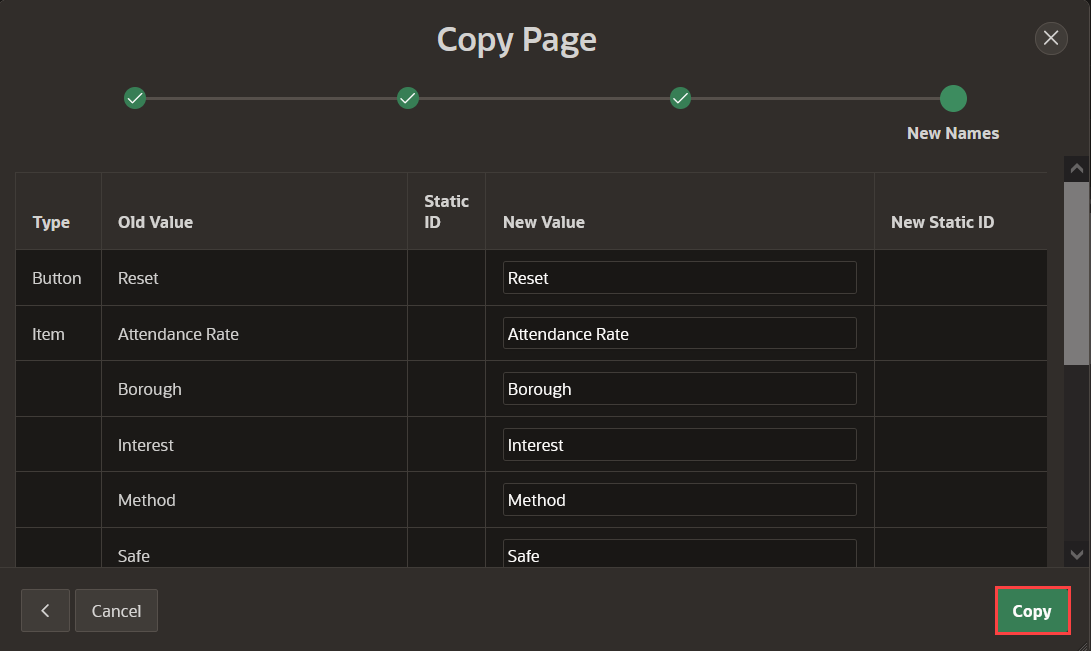 Copy Page
New Names
Type Old Value Static ID New Value New Static ID
Button Reset Reset
Item Attendance Rate Attendance Rate
Borough Borough
Interest Interest
Method Method
Safe Safe
Cancel Copy